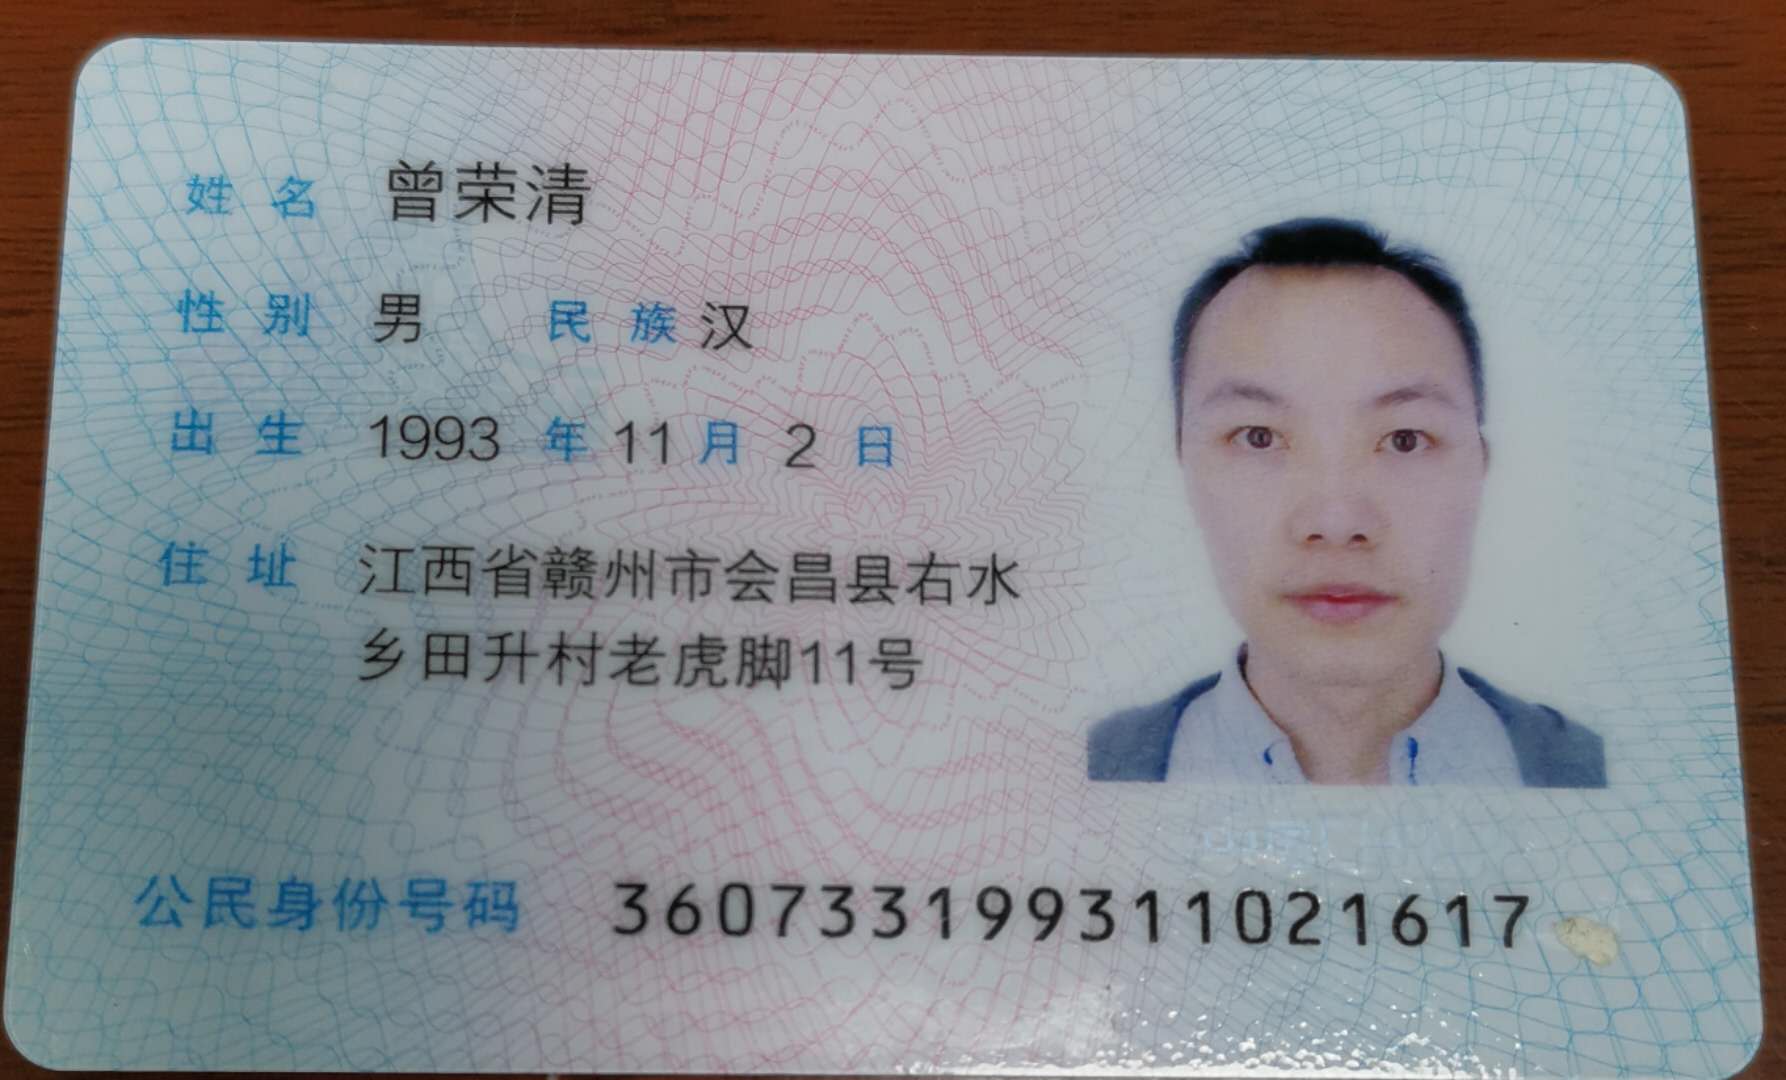 姓名 曾荣清
性别 男 民族 汉
出生 1993 年 11 月 2 日
住址 江西省赣州市会昌县右水
乡田升村老虎脚11号
公民身份号码 360733199311021617